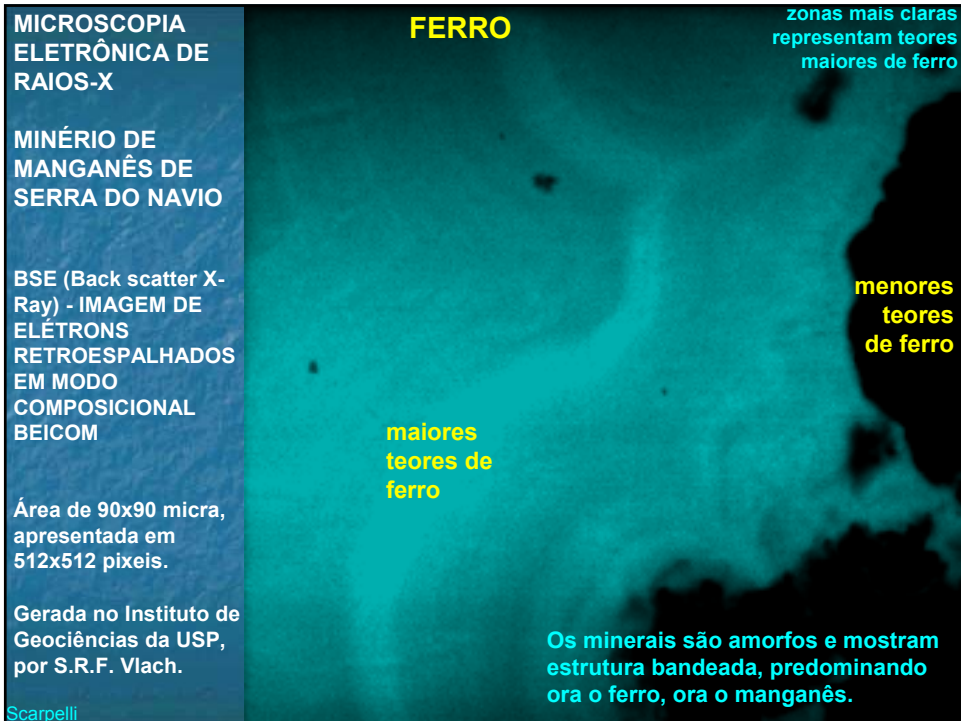 MICROSCOPIA
ELETRÔNICA DE
RAIOS-X
MINÉRIO DE
MANGANÊS DE
SERRA DO NAVIO
BSE (Back scatter X-
Ray) - IMAGEM DE
ELÉTRONS
RETROESPALHADOS
EM MODO
COMPOSICIONAL
BEICOM
Área de 90x90 micra,
apresentada em
512x512 pixeis.
Gerada no Instituto de
Geociências da USP,
por S.R.F. Vlach.
Scarpelli
FERRO
zonas mais claras
representam teores
maiores de ferro
menores
teores
de ferro
maiores
teores de
ferro
Os minerais são amorfos e mostram
estrutura bandeada, predominando
ora o ferro, ora o manganês.